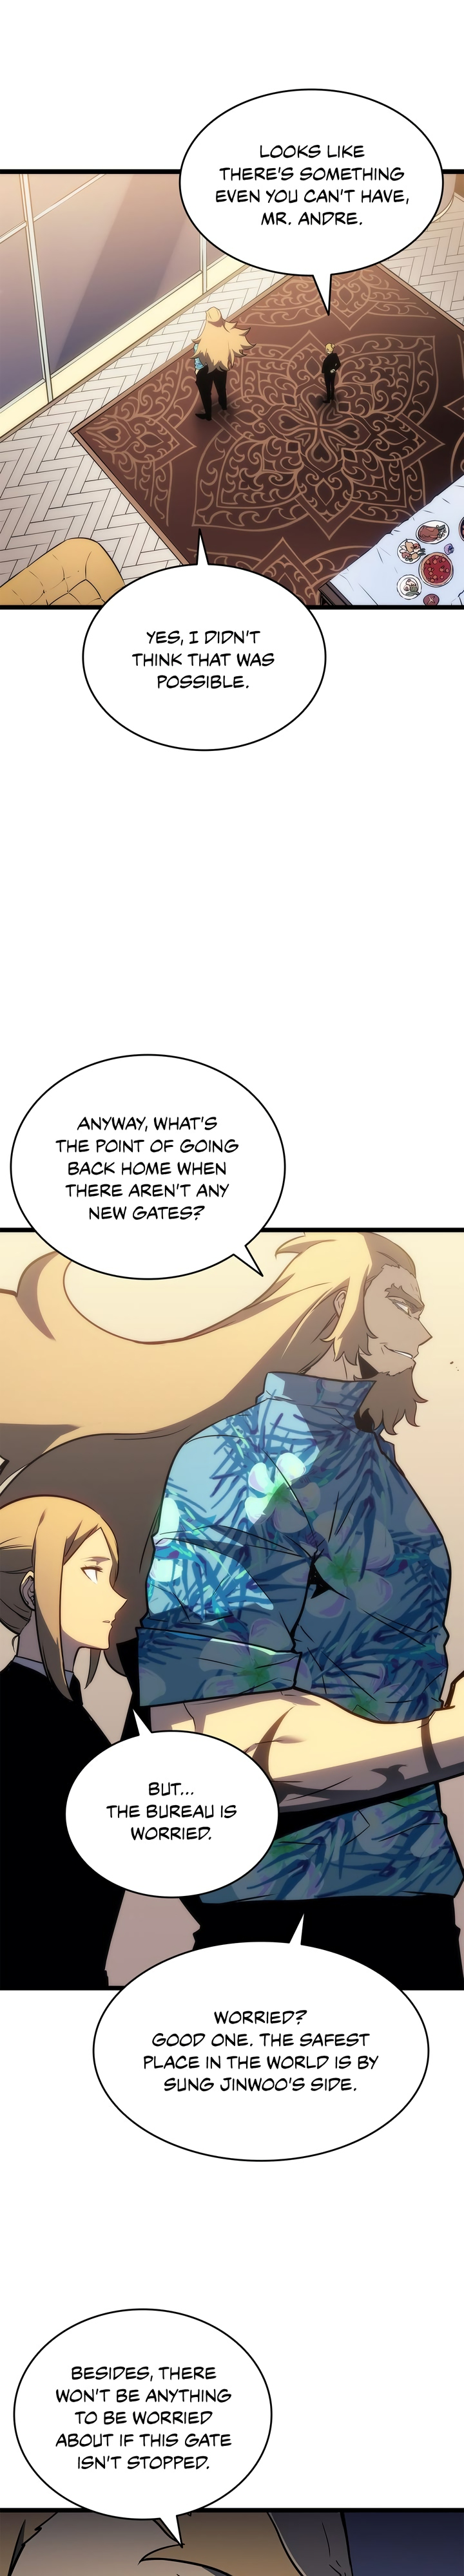 LOOKS LIKE
THERE'S SOMETHING
EVEN YOU CAN'T HAVE,
MR. ANDRE.
YES, I DIDN'T
THINK THAT WAS
POSSIBLE.
ANYWAY, WHAT'S
THE POINT OF GOING
BACK HOME WHEN
THERE AREN'T ANY
NEW GATES?
BUT...
THE BUREAU IS
WORRIED.
WORRIED?
GOOD ONE. THE SAFEST
PLACE IN THE WORLD IS BY
SUNG JINWOO'S SIDE.
BESIDES, THERE
WON'T BE ANYTHING
TO BE WORRIED
ABOUT IF THIS GATE
ISN'T STOPPED.